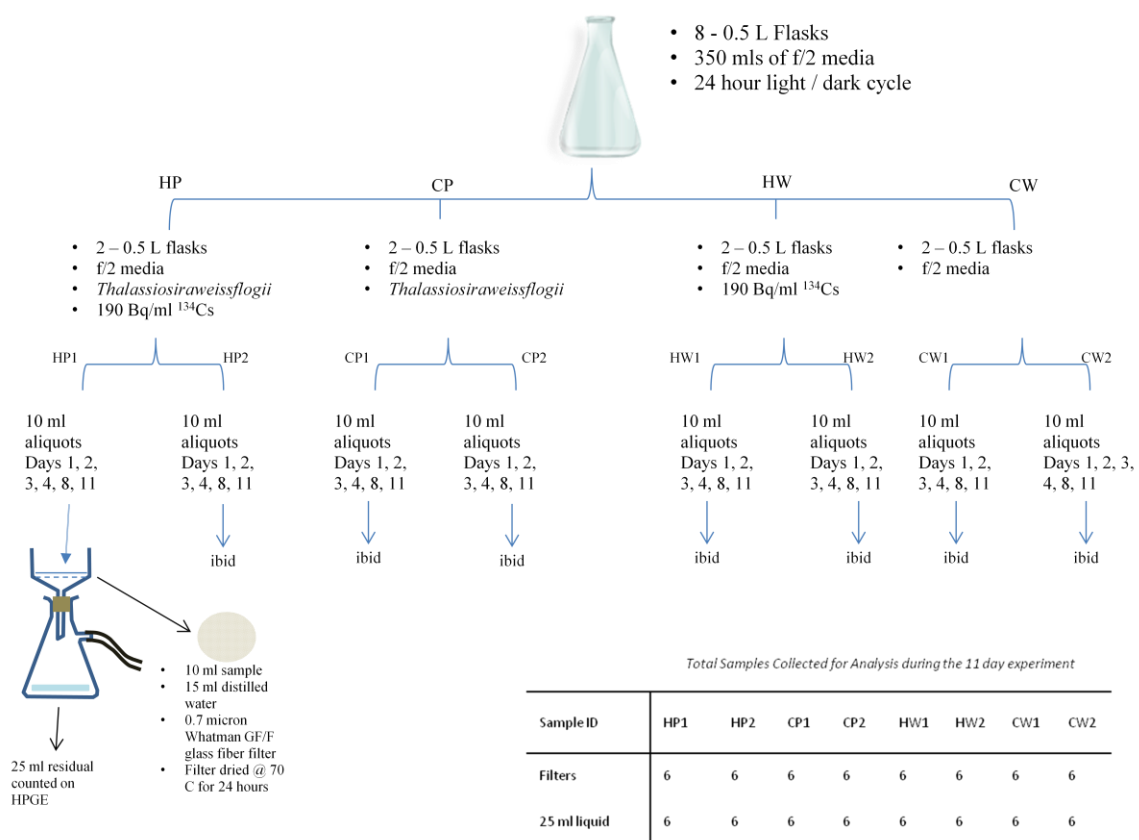 • 8 - 0.5 L Flasks
• 350 mls of f/2 media
• 24 hour light / dark cycle
HP
CP
HW
CW
• 2 – 0.5 L flasks
• f/2 media
• Thalassiosiraweissflogii
• 190 Bq/ml ¹³⁴Cs
• 2 – 0.5 L flasks
• f/2 media
• Thalassiosiraweissflogii
• 2 – 0.5 L flasks
• f/2 media
• 190 Bq/ml ¹³⁴Cs
• 2 – 0.5 L flasks
• f/2 media
HP1
HP2
CP1
CP2
HW1
HW2
CW1
CW2
10 ml
aliquots
Days 1, 2,
3, 4, 8, 11
10 ml
aliquots
Days 1, 2,
3, 4, 8, 11
10 ml
aliquots
Days 1, 2,
3, 4, 8, 11
10 ml
aliquots
Days 1, 2,
3, 4, 8, 11
10 ml
aliquots
Days 1, 2,
3, 4, 8, 11
10 ml
aliquots
Days 1, 2,
3, 4, 8, 11
10 ml
aliquots
Days 1, 2,
3, 4, 8, 11
10 ml
aliquots
Days 1, 2, 3,
4, 8, 11
ibid
ibid
ibid
ibid
ibid
ibid
ibid
• 10 ml sample
• 15 ml distilled
water
• 0.7 micron
Whatman GF/F
glass fiber filter
• Filter dried @ 70
C for 24 hours
25 ml residual
counted on
HPGE
Total Samples Collected for Analysis during the 11 day experiment
Sample ID HP1 HP2 CP1 CP2 HW1 HW2 CW1 CW2
Filters 6 6 6 6 6 6 6 6
25 ml liquid 6 6 6 6 6 6 6 6